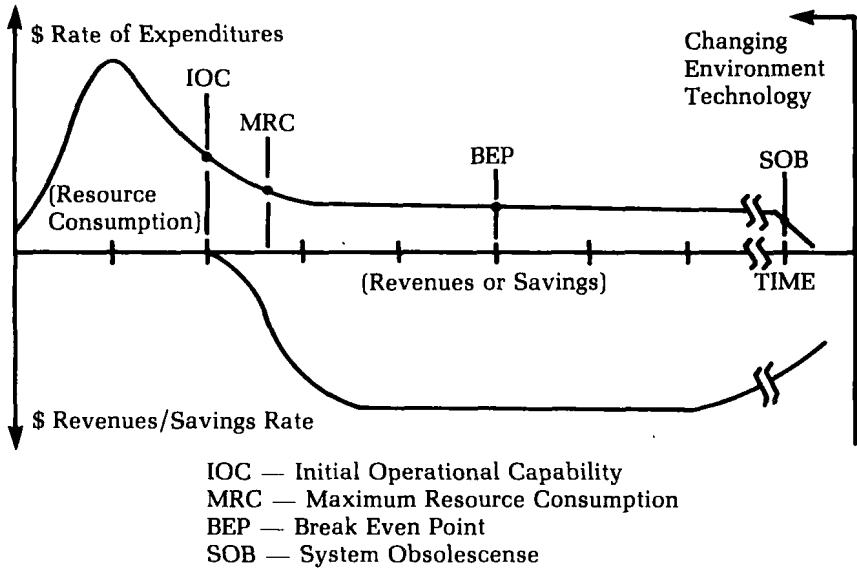 $ Rate of Expenditures
Changing
Environment
Technology
IOC
MRC
BEP
SOB
(Resource
Consumption)
(Revenues or Savings)
TIME
$ Revenues/Savings Rate
IOC — Initial Operational Capability
MRC — Maximum Resource Consumption
BEP — Break Even Point
SOB — System Obsolescense